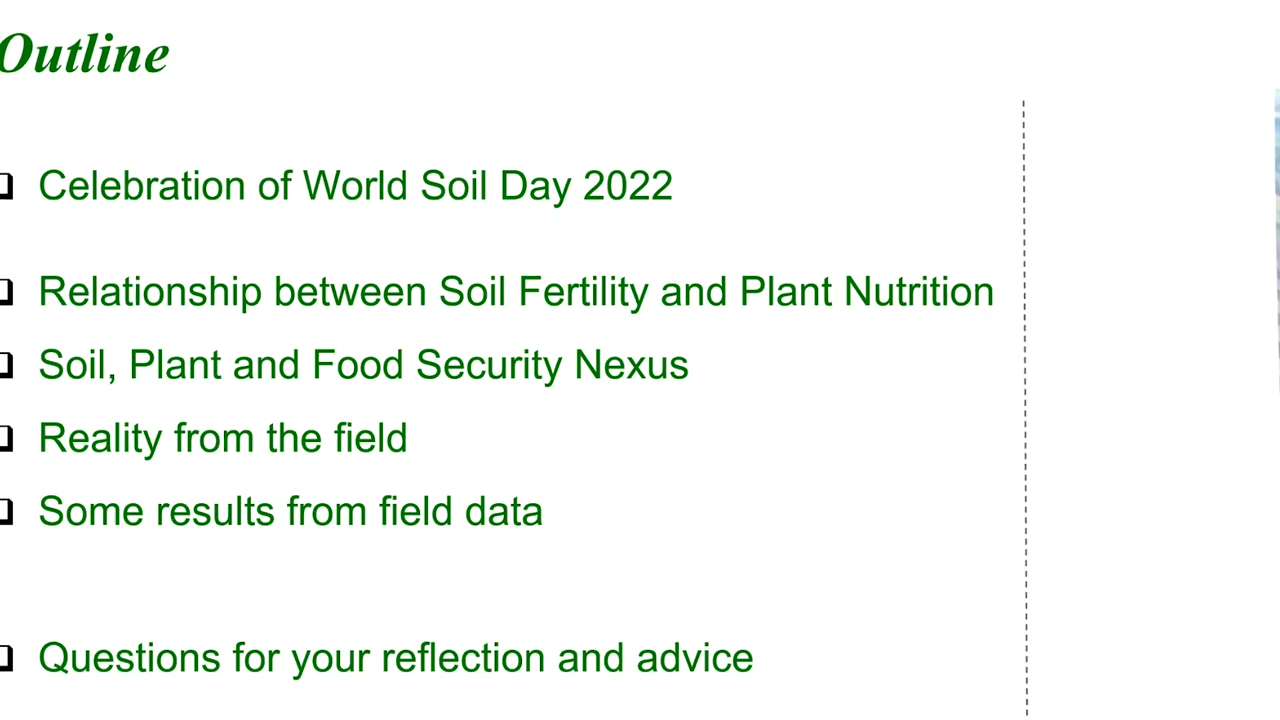 Outline
Celebration of World Soil Day 2022
Relationship between Soil Fertility and Plant Nutrition
Soil, Plant and Food Security Nexus
Reality from the field
Some results from field data
Questions for your reflection and advice